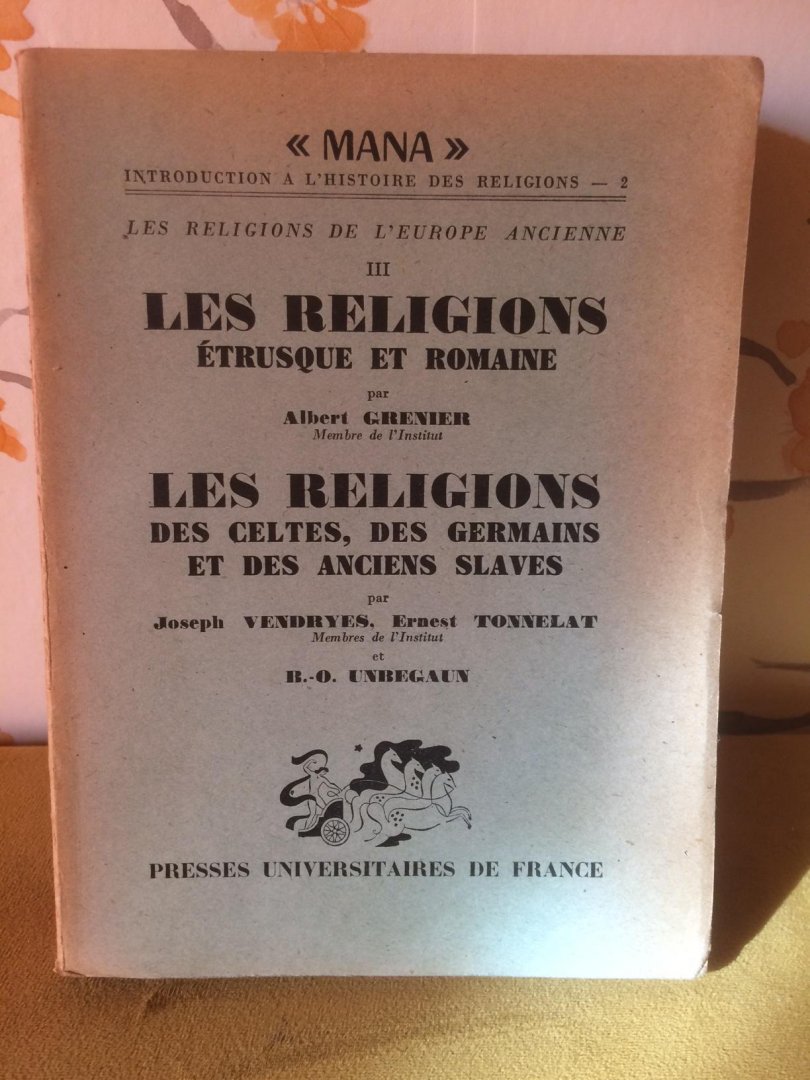 « MANA »
INTRODUCTION A L'HISTOIRE DES RELIGIONS — 2
LES RELIGIONS DE L'EUROPE ANCIENNE
III
LES RELIGIONS
ÉTRUSQUE ET ROMAINE
par
Albert GRENIER
Membre de l'Institut
LES RELIGIONS
DES CELTES, DES GERMAINS
ET DES ANCIENS SLAVES
par
Joseph VENDRYES, Ernest TONNELAT
Membres de l'Institut
et
B.-O. UNBEGAUN
PRESSES UNIVERSITAIRES DE FRANCE